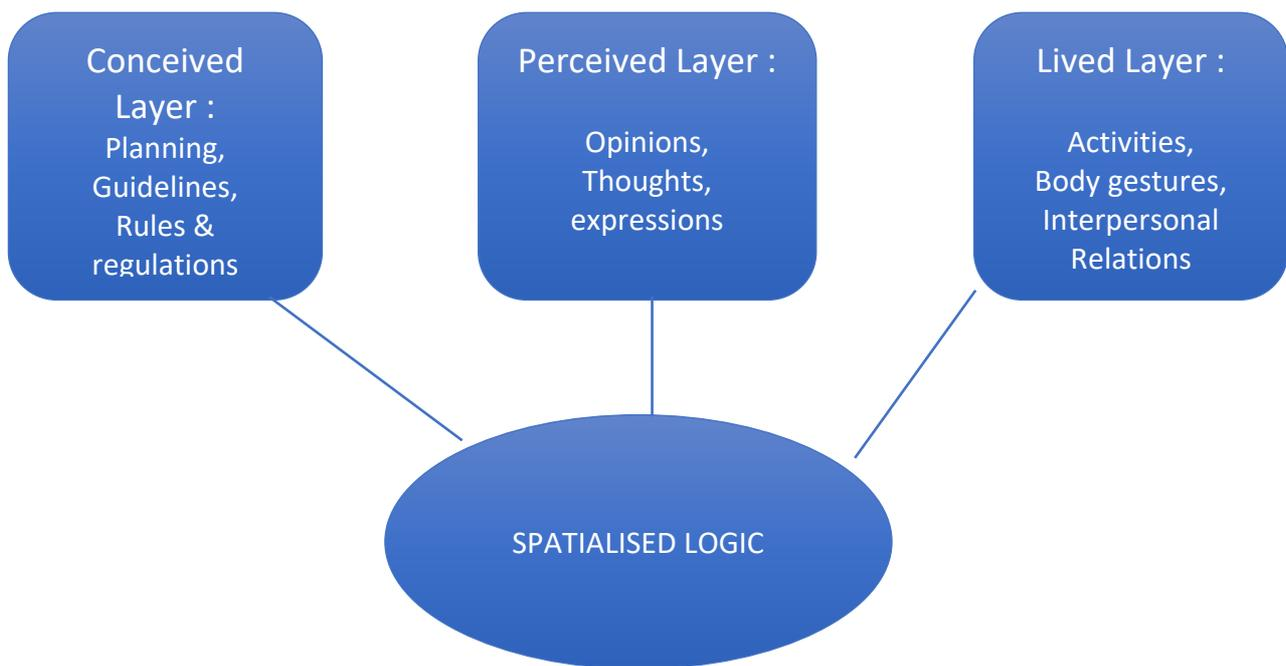 Conceived
Layer :
Planning,
Guidelines,
Rules &
regulations
Perceived Layer :
Opinions,
Thoughts,
expressions
Lived Layer :
Activities,
Body gestures,
Interpersonal
Relations
SPATIALISED LOGIC